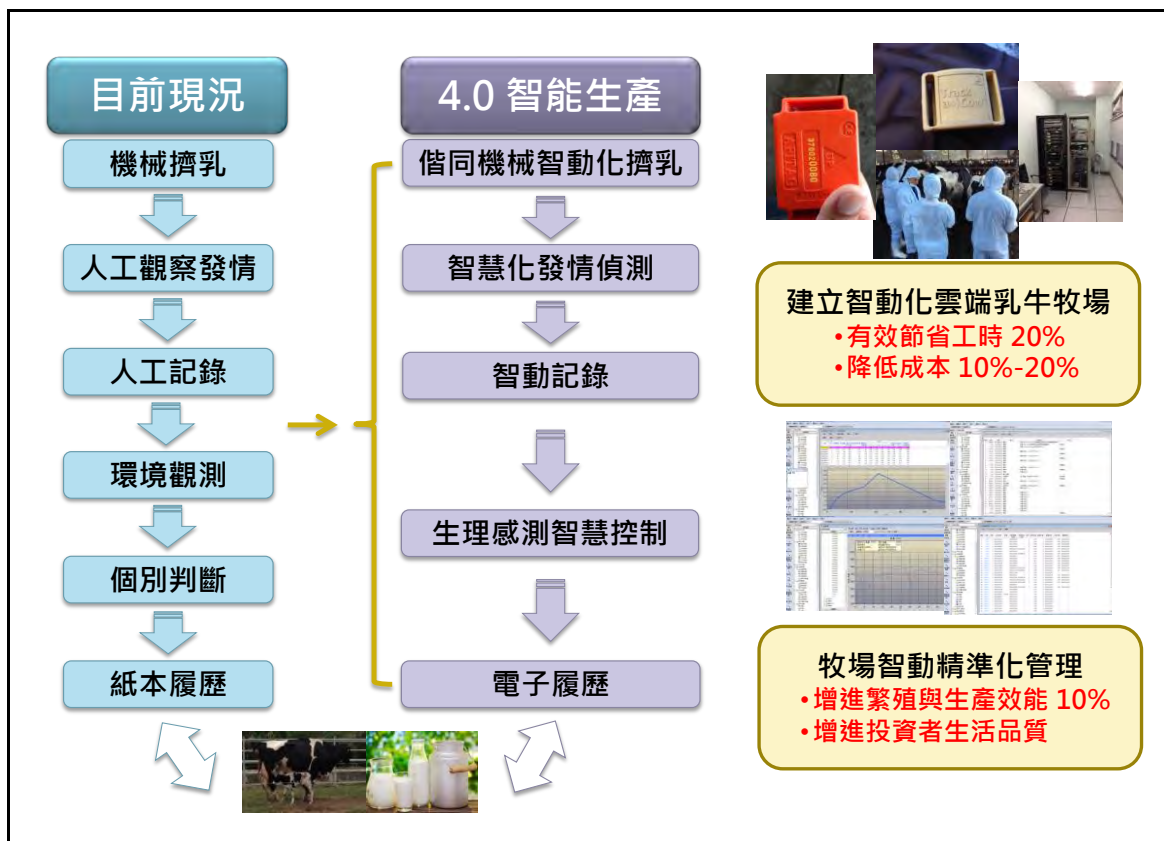 目前現況
機械擠乳
人工觀察發情
人工記錄
環境觀測
個別判斷
紙本履歷
4.0 智能生產
偕同機械智動化擠乳
智慧化發情偵測
智動記錄
生理感測智慧控制
電子履歷
建立智動化雲端乳牛牧場
•有效節省工時 20%
•降低成本 10%-20%
牧場智動精準化管理
•增進繁殖與生產效能 10%
•增進投資者生活品質